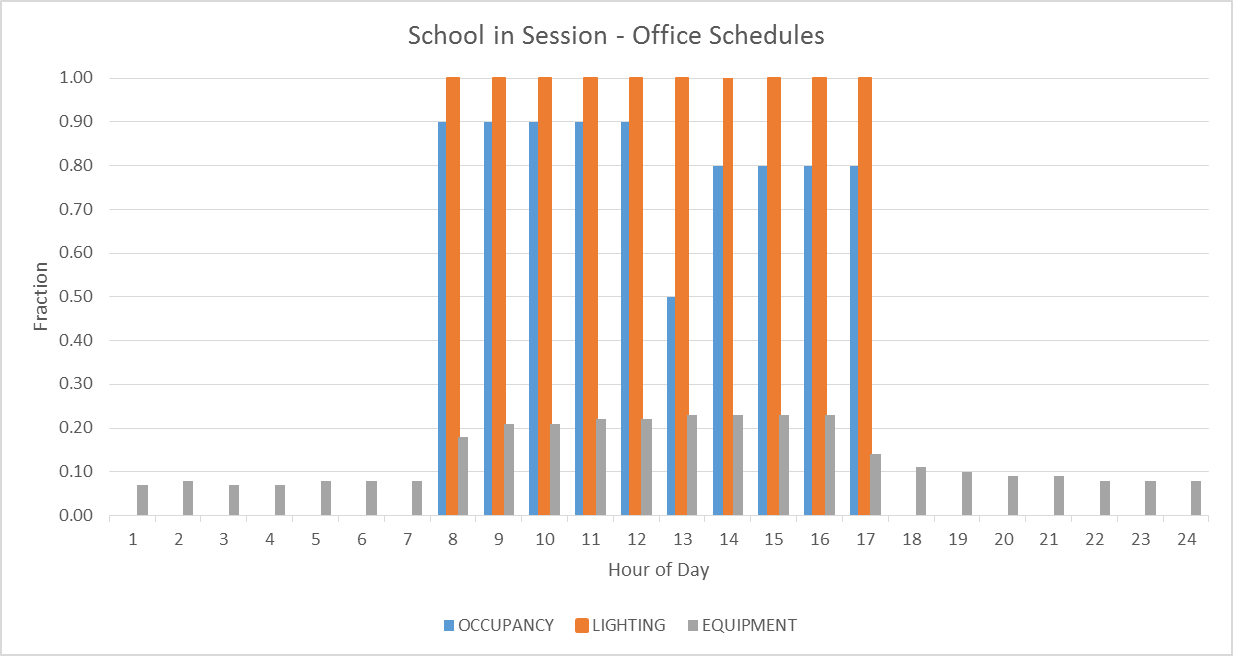 School in Session - Office Schedules
1.00
0.90
0.80
0.70
0.60
0.50
0.40
0.30
0.20
0.10
0.00
Fraction
1 2 3 4 5 6 7 8 9 10 11 12 13 14 15 16 17 18 19 20 21 22 23 24
Hour of Day
OCCUPANCY LIGHTING EQUIPMENT